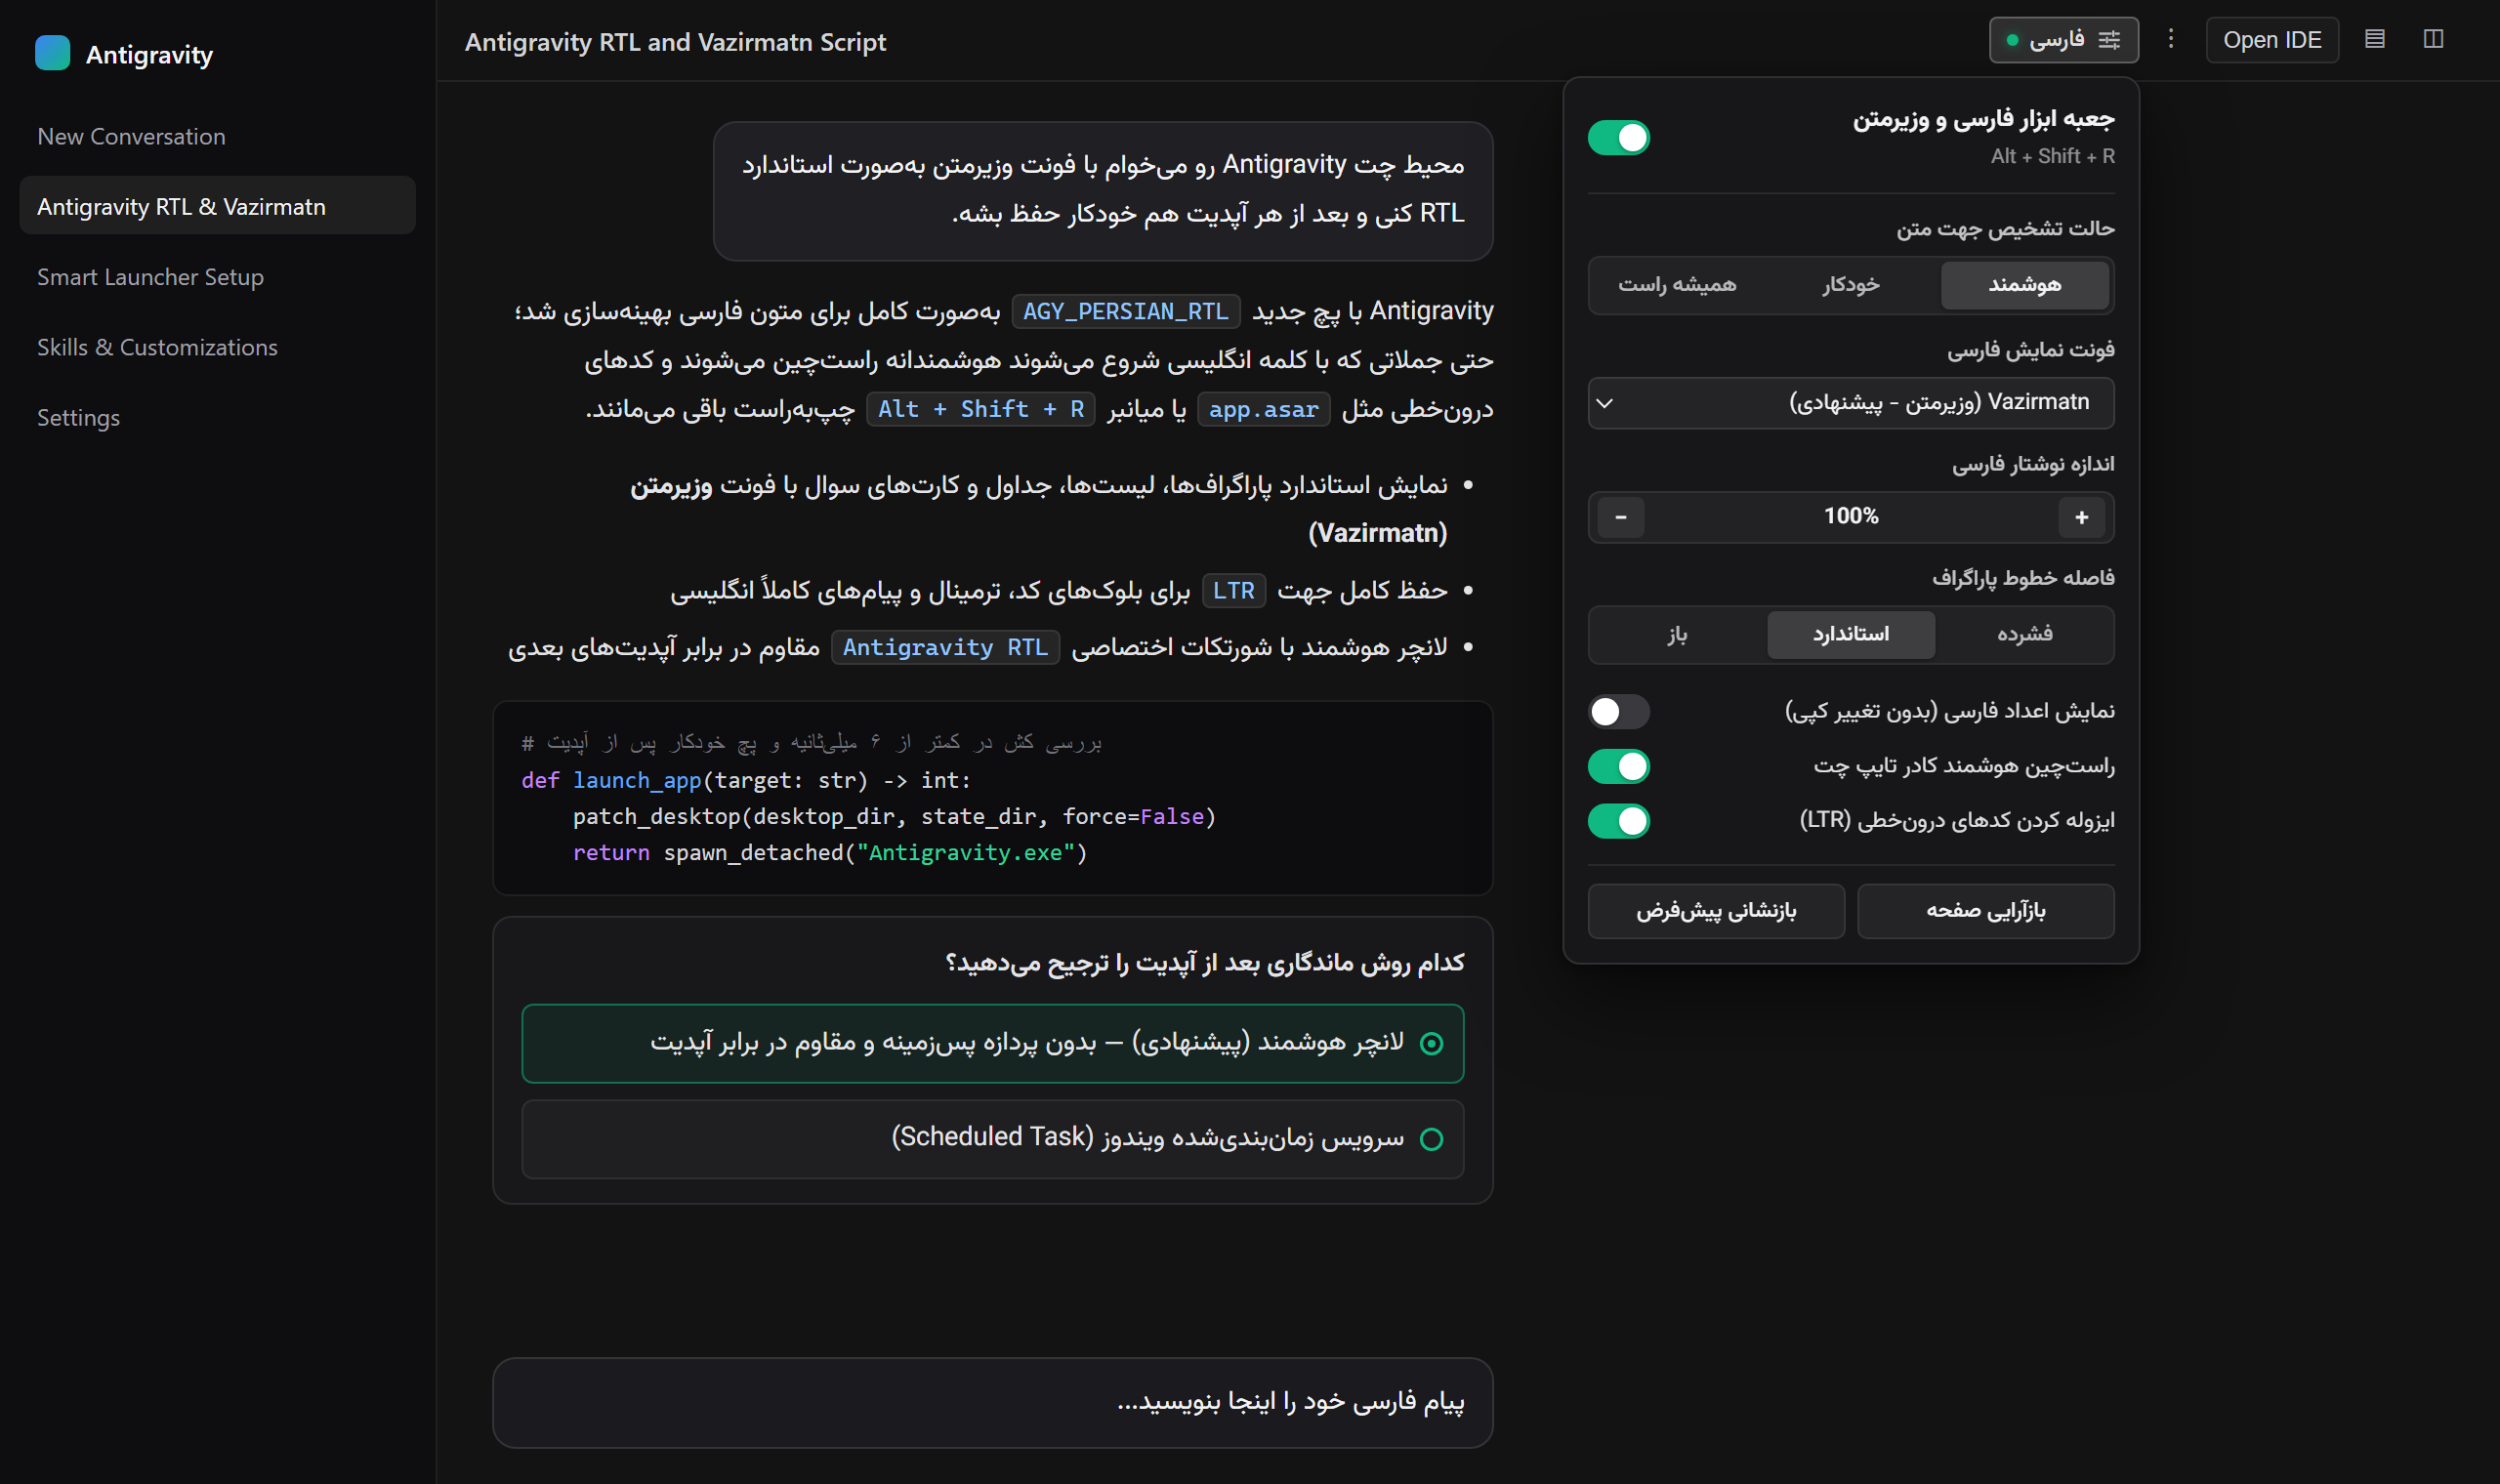 Antigravity
New Conversation
Antigravity RTL & Vazirmatn
Smart Launcher Setup
Skills & Customizations
Settings
Antigravity RTL and Vazirmatn Script
فارسی
Open IDE
محیط چت Antigravity رو می‌خوام با فونت وزیرمتن به‌صورت استاندارد
RTL کنی و بعد از هر آپدیت هم خودکار حفظ بشه.
Antigravity با پچ جدید AGY_PERSIAN_RTL به‌صورت کامل برای متون فارسی بهینه‌سازی شد؛
حتی جملاتی که با کلمه انگلیسی شروع می‌شوند هوشمندانه راست‌چین می‌شوند و کدهای
درون‌خطی مثل app.asar یا میانبر Alt + Shift + R چپ‌به‌راست باقی می‌مانند.
• نمایش استاندارد پاراگراف‌ها، لیست‌ها، جداول و کارت‌های سوال با فونت وزیرمتن
(Vazirmatn)
• حفظ کامل جهت LTR برای بلوک‌های کد، ترمینال و پیام‌های کاملاً انگلیسی
• لانچر هوشمند با شورتکات اختصاصی Antigravity RTL مقاوم در برابر آپدیت‌های بعدی
# بررسی کش در کمتر از ۶ میلی‌ثانیه و پچ خودکار پس از آپدیت
def launch_app(target: str) -> int:
    patch_desktop(desktop_dir, state_dir, force=False)
    return spawn_detached("Antigravity.exe")
کدام روش ماندگاری بعد از آپدیت را ترجیح می‌دهید؟
لانچر هوشمند (پیشنهادی) — بدون پردازه پس‌زمینه و مقاوم در برابر آپدیت
سرویس زمان‌بندی‌شده ویندوز (Scheduled Task)
پیام فارسی خود را اینجا بنویسید...
جعبه ابزار فارسی و وزیرمتن
Alt + Shift + R
حالت تشخیص جهت متن
هوشمند خودکار همیشه راست
فونت نمایش فارسی
Vazirmatn (وزیرمتن - پیشنهادی)
اندازه نوشتار فارسی
+ 100% −
فاصله خطوط پاراگراف
فشرده استاندارد باز
نمایش اعداد فارسی (بدون تغییر کپی)
راست‌چین هوشمند کادر تایپ چت
ایزوله کردن کدهای درون‌خطی (LTR)
بازآرایی صفحه بازنشانی پیش‌فرض